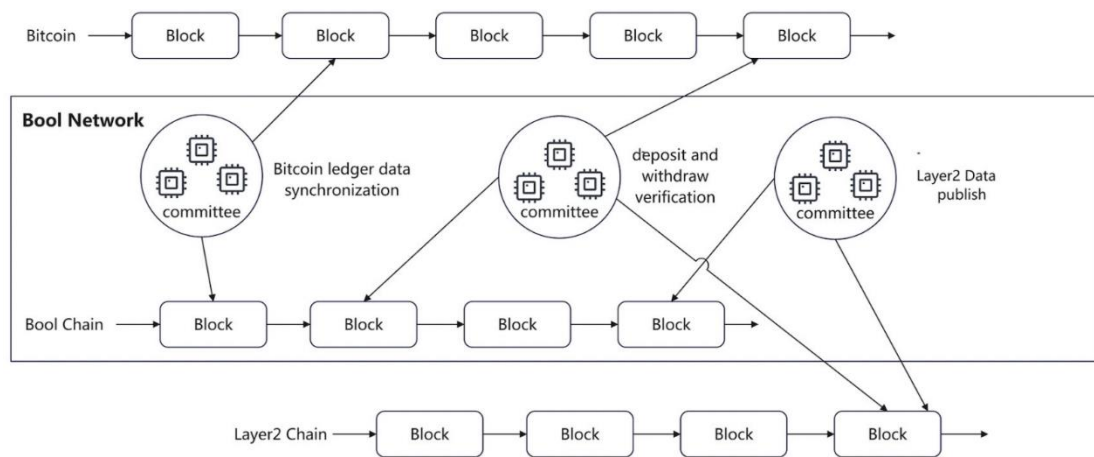 Bitcoin
Block
Block
Block
Block
Block
Bool Network
committee
Bitcoin ledger data
synchronization
committee
deposit and
withdraw
verification
committee
Layer2 Data
publish
Bool Chain
Block
Block
Block
Block
Layer2 Chain
Block
Block
Block
Block